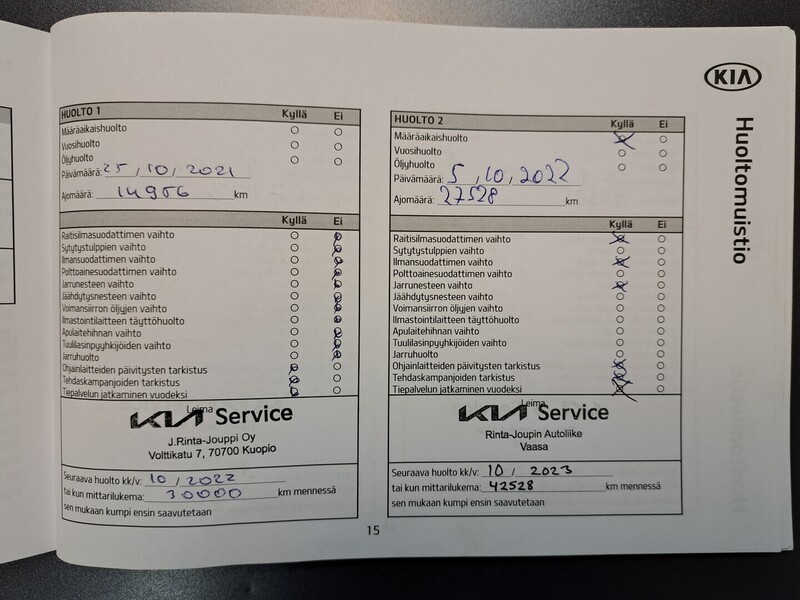 KIA
Huoltomuistio
HUOLTO 1 Kyllä Ei
Määräaikaishuolto
Vuosihuolto
Öljyhuolto
Päivämäärä: 25, 10, 2021
Ajomäärä: 14956 km
Kyllä Ei
Raitisilmasuodattimen vaihto
Sytytystulppien vaihto
Ilmansuodattimen vaihto
Polttoainesuodattimen vaihto
Jarrunesteen vaihto
Jäähdytysnesteen vaihto
Voimansiirron öljyjen vaihto
Ilmastointilaitteen täyttöhuolto
Apulaitehihnan vaihto
Tuulilasinpyyhkijöiden vaihto
Jarruhuolto
Ohjainlaitteiden päivitysten tarkistus
Tehdaskampanjoiden tarkistus
Tiepalvelun jatkaminen vuodeksi
Leima
KIA Service
J.Rinta-Jouppi Oy
Volttikatu 7, 70700 Kuopio
Seuraava huolto kk/v: 10 / 2022
tai kun mittarilukema: 30000 km mennessä
sen mukaan kumpi ensin saavutetaan
HUOLTO 2 Kyllä Ei
Määräaikaishuolto
Vuosihuolto
Öljyhuolto
Päivämäärä: 5, 10, 2022
Ajomäärä: 27528 km
Kyllä Ei
Raitisilmasuodattimen vaihto
Sytytystulppien vaihto
Ilmansuodattimen vaihto
Polttoainesuodattimen vaihto
Jarrunesteen vaihto
Jäähdytysnesteen vaihto
Voimansiirron öljyjen vaihto
Ilmastointilaitteen täyttöhuolto
Apulaitehihnan vaihto
Tuulilasinpyyhkijöiden vaihto
Jarruhuolto
Ohjainlaitteiden päivitysten tarkistus
Tehdaskampanjoiden tarkistus
Tiepalvelun jatkaminen vuodeksi
Leima
KIA Service
Rinta-Joupin Autoliike
Vaasa
Seuraava huolto kk/v: 10 / 2023
tai kun mittarilukema: 42528 km mennessä
sen mukaan kumpi ensin saavutetaan
15